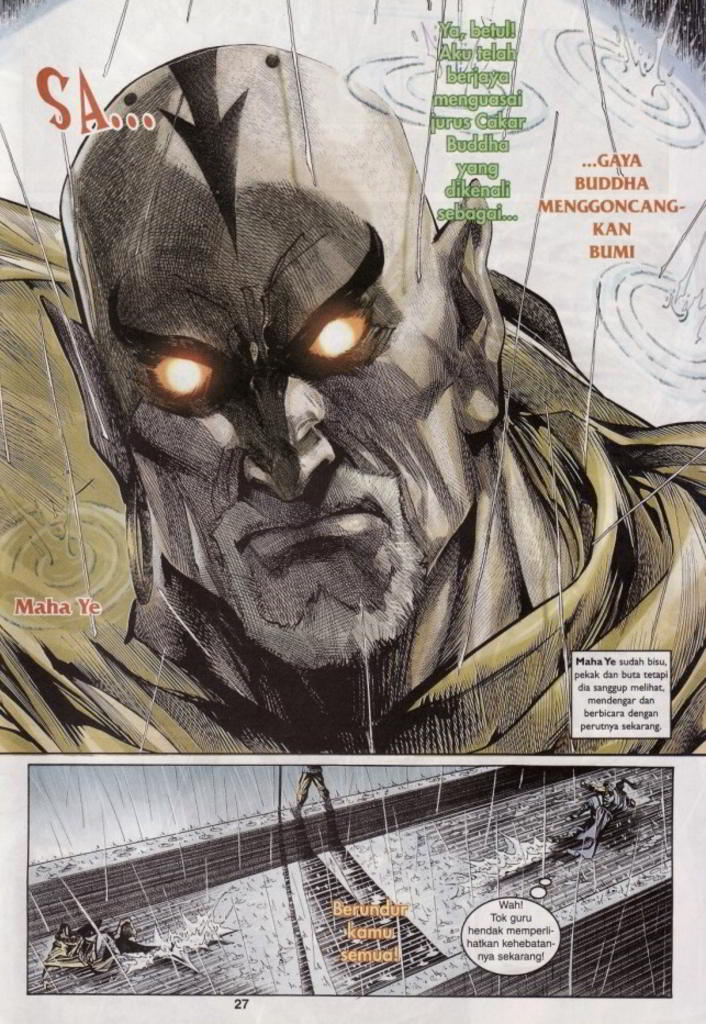 SA...
Ya, betul!
Aku telah
berjaya
menguasai
jurus Cakar
Buddha
yang
dikenali
sebagai...
...GAYA
BUDDHA
MENGGONCANG-
KAN
BUMI
Maha Ye
Maha Ye sudah bisu,
pekak dan buta tetapi
dia sanggup melihat,
mendengar dan
berbicara dengan
perutnya sekarang.
Berundur
kamu
semua!
Wah!
Tok guru
hendak memperli-
hatkan kehebatan-
nya sekarang!
27